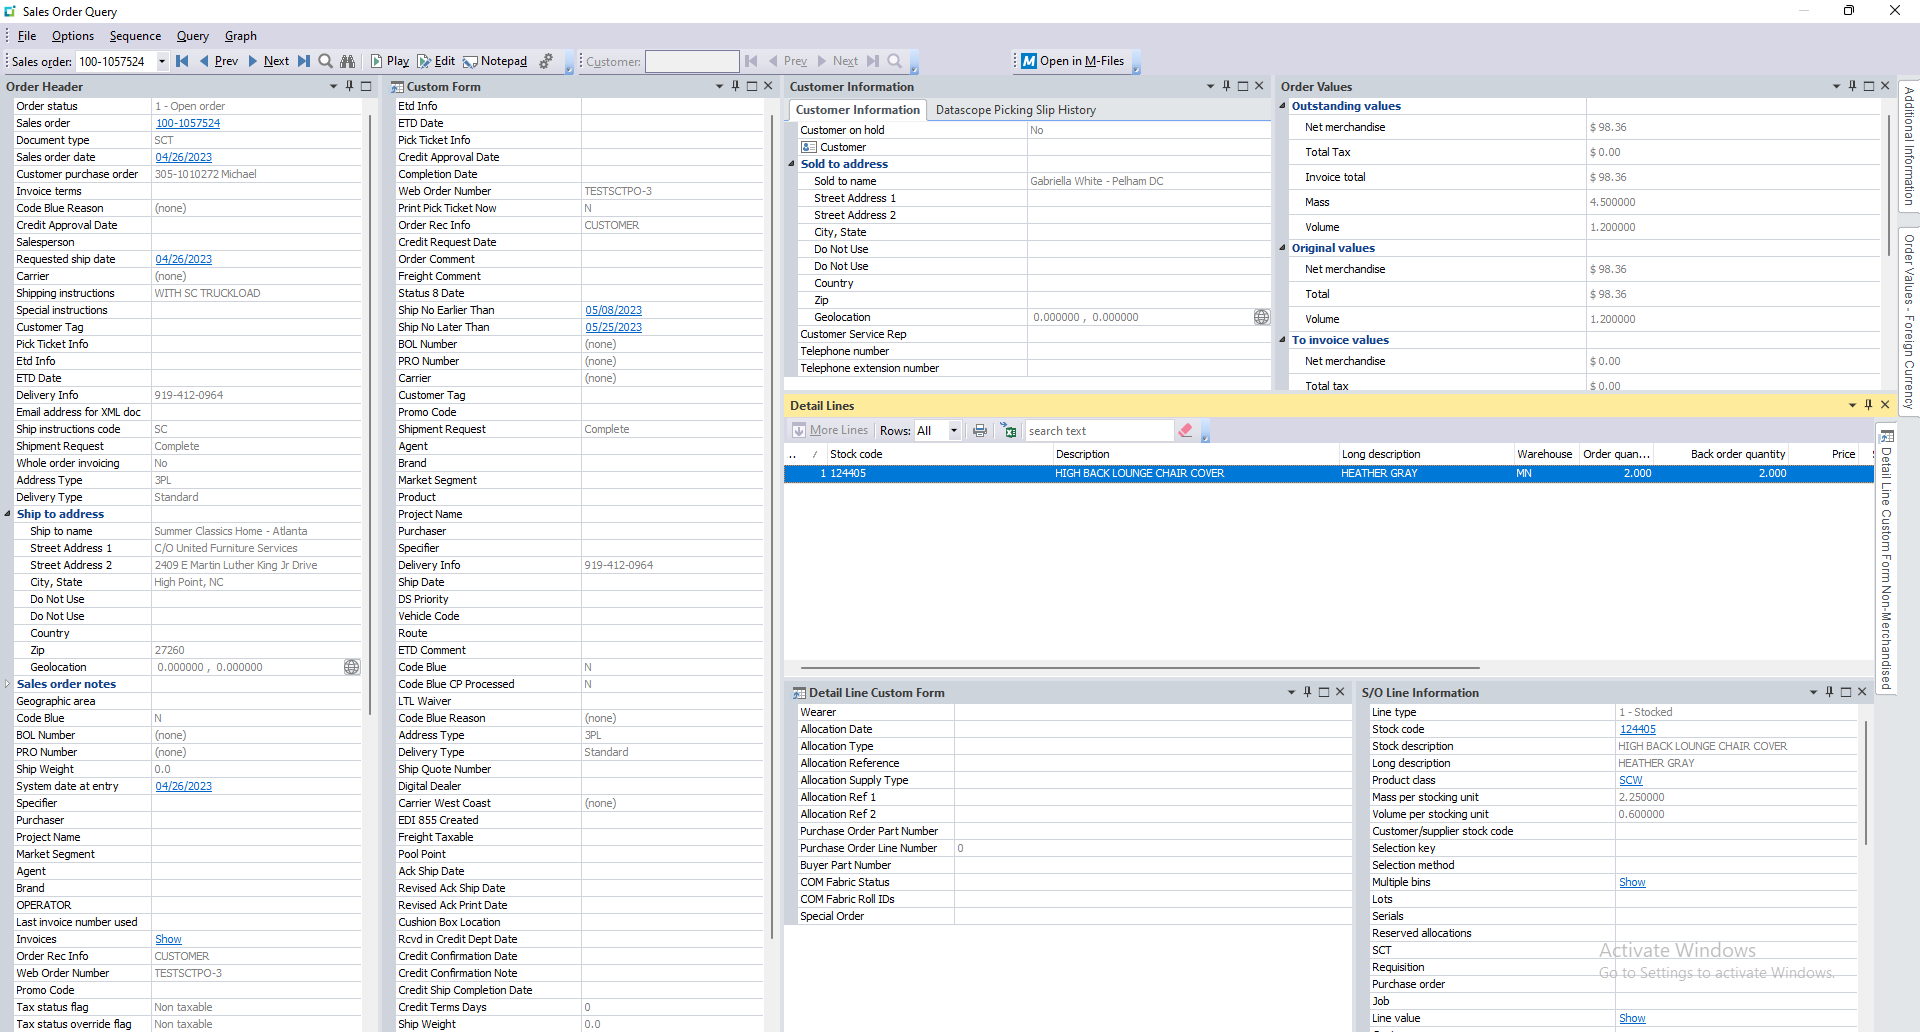 Sales Order Query
File Options Sequence Query Graph
Sales order: 100-1057524 Prev Next Play Edit Notepad Customer: Prev Next Open in M-Files
Order Header
Order status 1 - Open order
Sales order 100-1057524
Document type SCT
Sales order date 04/26/2023
Customer purchase order 305-1010272 Michael
Invoice terms
Code Blue Reason (none)
Credit Approval Date
Salesperson
Requested ship date 04/26/2023
Carrier (none)
Shipping instructions WITH SC TRUCKLOAD
Special instructions
Customer Tag
Pick Ticket Info
Etd Info
ETD Date
Delivery Info 919-412-0964
Email address for XML doc
Ship instructions code SC
Shipment Request Complete
Whole order invoicing No
Address Type 3PL
Delivery Type Standard
Ship to address
Ship to name Summer Classics Home - Atlanta
Street Address 1 C/O United Furniture Services
Street Address 2 2409 E Martin Luther King Jr Drive
City, State High Point, NC
Do Not Use
Do Not Use
Country
Zip 27260
Geolocation 0.000000 , 0.000000
Sales order notes
Geographic area
Code Blue N
BOL Number (none)
PRO Number (none)
Ship Weight 0.0
System date at entry 04/26/2023
Specifier
Purchaser
Project Name
Market Segment
Agent
Brand
OPERATOR
Last invoice number used
Invoices Show
Order Rec Info CUSTOMER
Web Order Number TESTSCTPO-3
Promo Code
Tax status flag Non taxable
Tax status override flag Non taxable
Custom Form
Etd Info
ETD Date
Pick Ticket Info
Credit Approval Date
Completion Date
Web Order Number TESTSCTPO-3
Print Pick Ticket Now N
Order Rec Info CUSTOMER
Credit Request Date
Order Comment
Freight Comment
Status 8 Date
Ship No Earlier Than 05/08/2023
Ship No Later Than 05/25/2023
BOL Number (none)
PRO Number (none)
Carrier (none)
Customer Tag
Promo Code
Shipment Request Complete
Agent
Brand
Market Segment
Product
Project Name
Purchaser
Specifier
Delivery Info 919-412-0964
Ship Date
DS Priority
Vehicle Code
Route
ETD Comment
Code Blue N
Code Blue CP Processed N
LTL Waiver
Code Blue Reason (none)
Address Type 3PL
Delivery Type Standard
Ship Quote Number
Digital Dealer
Carrier West Coast (none)
EDI 855 Created
Freight Taxable
Pool Point
Ack Ship Date
Revised Ack Ship Date
Revised Ack Print Date
Cushion Box Location
Rcvd in Credit Dept Date
Credit Confirmation Date
Credit Confirmation Note
Credit Ship Completion Date
Credit Terms Days 0
Ship Weight 0.0
Customer Information
Customer Information Datascope Picking Slip History
Customer on hold No
Customer
Sold to address
Sold to name Gabriella White - Pelham DC
Street Address 1
Street Address 2
City, State
Do Not Use
Do Not Use
Country
Zip
Geolocation 0.000000 , 0.000000
Customer Service Rep
Telephone number
Telephone extension number
Order Values
Outstanding values
Net merchandise $ 98.36
Total Tax $ 0.00
Invoice total $ 98.36
Mass 4.500000
Volume 1.200000
Original values
Net merchandise $ 98.36
Total $ 98.36
Volume 1.200000
To invoice values
Net merchandise $ 0.00
Total tax $ 0.00
Additional Information
Order Values - Foreign Currency
Detail Lines
More Lines Rows: All search text
.. / Stock code Description Long description Warehouse Order quan... Back order quantity Price
1 124405 HIGH BACK LOUNGE CHAIR COVER HEATHER GRAY MN 2.000 2.000
Detail Line Custom Form Non-Merchandised
Detail Line Custom Form
Wearer
Allocation Date
Allocation Type
Allocation Reference
Allocation Supply Type
Allocation Ref 1
Allocation Ref 2
Purchase Order Part Number
Purchase Order Line Number 0
Buyer Part Number
COM Fabric Status
COM Fabric Roll IDs
Special Order
S/O Line Information
Line type 1 - Stocked
Stock code 124405
Stock description HIGH BACK LOUNGE CHAIR COVER
Long description HEATHER GRAY
Product class SCW
Mass per stocking unit 2.250000
Volume per stocking unit 0.600000
Customer/supplier stock code
Selection key
Selection method
Multiple bins Show
Lots
Serials
Reserved allocations
SCT
Requisition
Purchase order
Job
Line value Show
Activate Windows
Go to Settings to activate Windows.